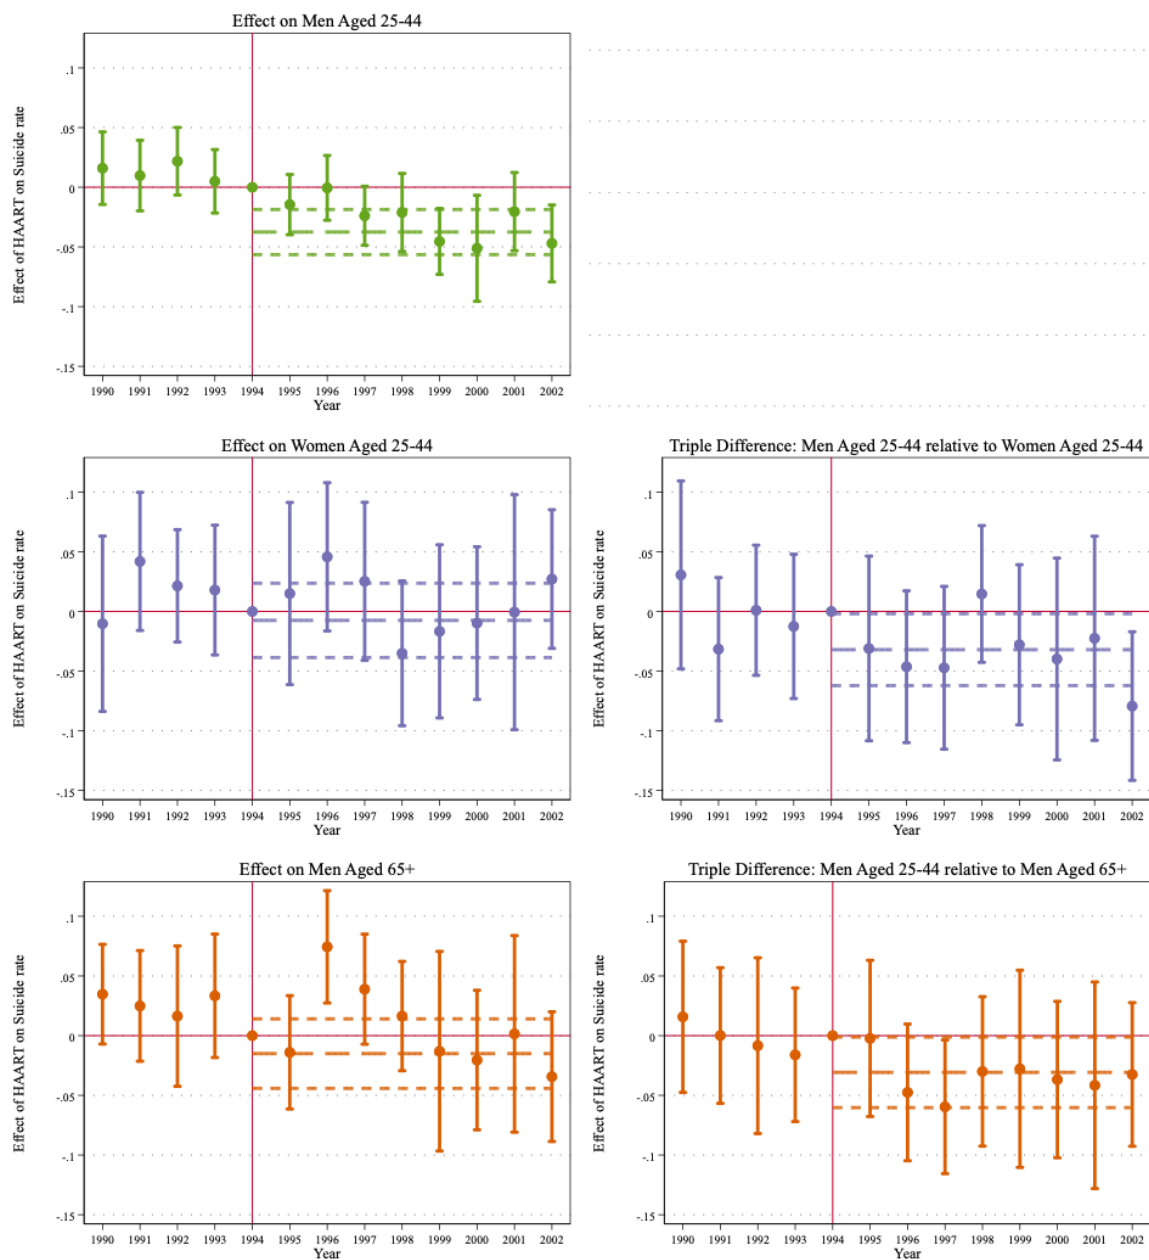 Effect on Men Aged 25-44
Effect of HAART on Suicide rate
.1
.05
0
-.05
-.1
-.15
1990 1991 1992 1993 1994 1995 1996 1997 1998 1999 2000 2001 2002
Year
Effect on Women Aged 25-44
Effect of HAART on Suicide rate
.1
.05
0
-.05
-.1
-.15
1990 1991 1992 1993 1994 1995 1996 1997 1998 1999 2000 2001 2002
Year
Triple Difference: Men Aged 25-44 relative to Women Aged 25-44
Effect of HAART on Suicide rate
.1
.05
0
-.05
-.1
-.15
1990 1991 1992 1993 1994 1995 1996 1997 1998 1999 2000 2001 2002
Year
Effect on Men Aged 65+
Effect of HAART on Suicide rate
.1
.05
0
-.05
-.1
-.15
1990 1991 1992 1993 1994 1995 1996 1997 1998 1999 2000 2001 2002
Year
Triple Difference: Men Aged 25-44 relative to Men Aged 65+
Effect of HAART on Suicide rate
.1
.05
0
-.05
-.1
-.15
1990 1991 1992 1993 1994 1995 1996 1997 1998 1999 2000 2001 2002
Year